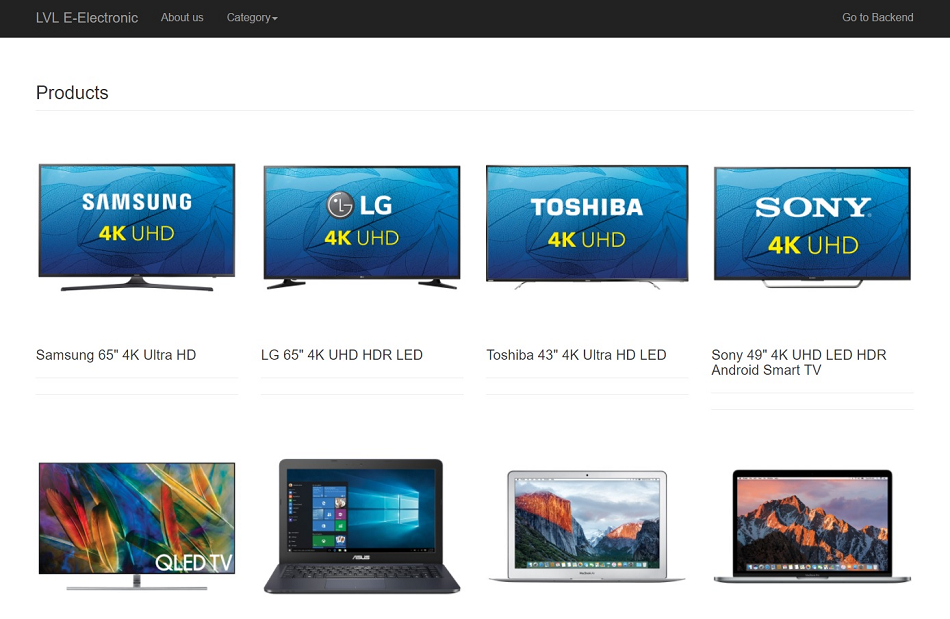 LVL E-Electronic About us Category Go to Backend
Products
SAMSUNG
4K UHD
LG
4K UHD
TOSHIBA
4K UHD
SONY
4K UHD
Samsung 65" 4K Ultra HD
LG 65" 4K UHD HDR LED
Toshiba 43" 4K Ultra HD LED
Sony 49" 4K UHD LED HDR
Android Smart TV
QLED TV
ASUS